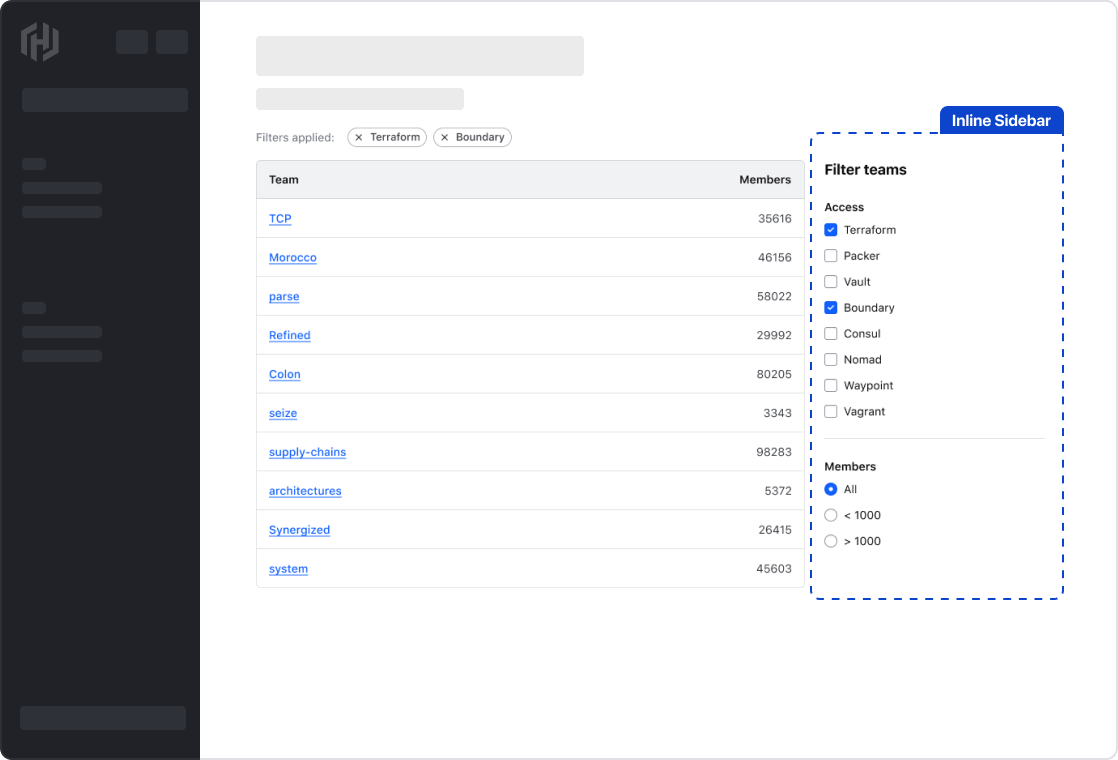 Filters applied: × Terraform × Boundary
Inline Sidebar
Team Members
TCP 35616
Morocco 46156
parse 58022
Refined 29992
Colon 80205
seize 3343
supply-chains 98283
architectures 5372
Synergized 26415
system 45603
Filter teams
Access
Terraform
Packer
Vault
Boundary
Consul
Nomad
Waypoint
Vagrant
Members
All
< 1000
> 1000